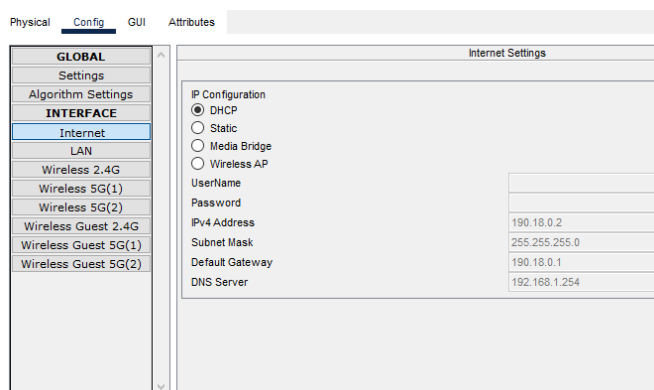 Physical Config GUI Attributes
GLOBAL
Settings
Algorithm Settings
INTERFACE
Internet
LAN
Wireless 2.4G
Wireless 5G(1)
Wireless 5G(2)
Wireless Guest 2.4G
Wireless Guest 5G(1)
Wireless Guest 5G(2)
Internet Settings
IP Configuration
DHCP
Static
Media Bridge
Wireless AP
UserName
Password
IPv4 Address 190.18.0.2
Subnet Mask 255.255.255.0
Default Gateway 190.18.0.1
DNS Server 192.168.1.254